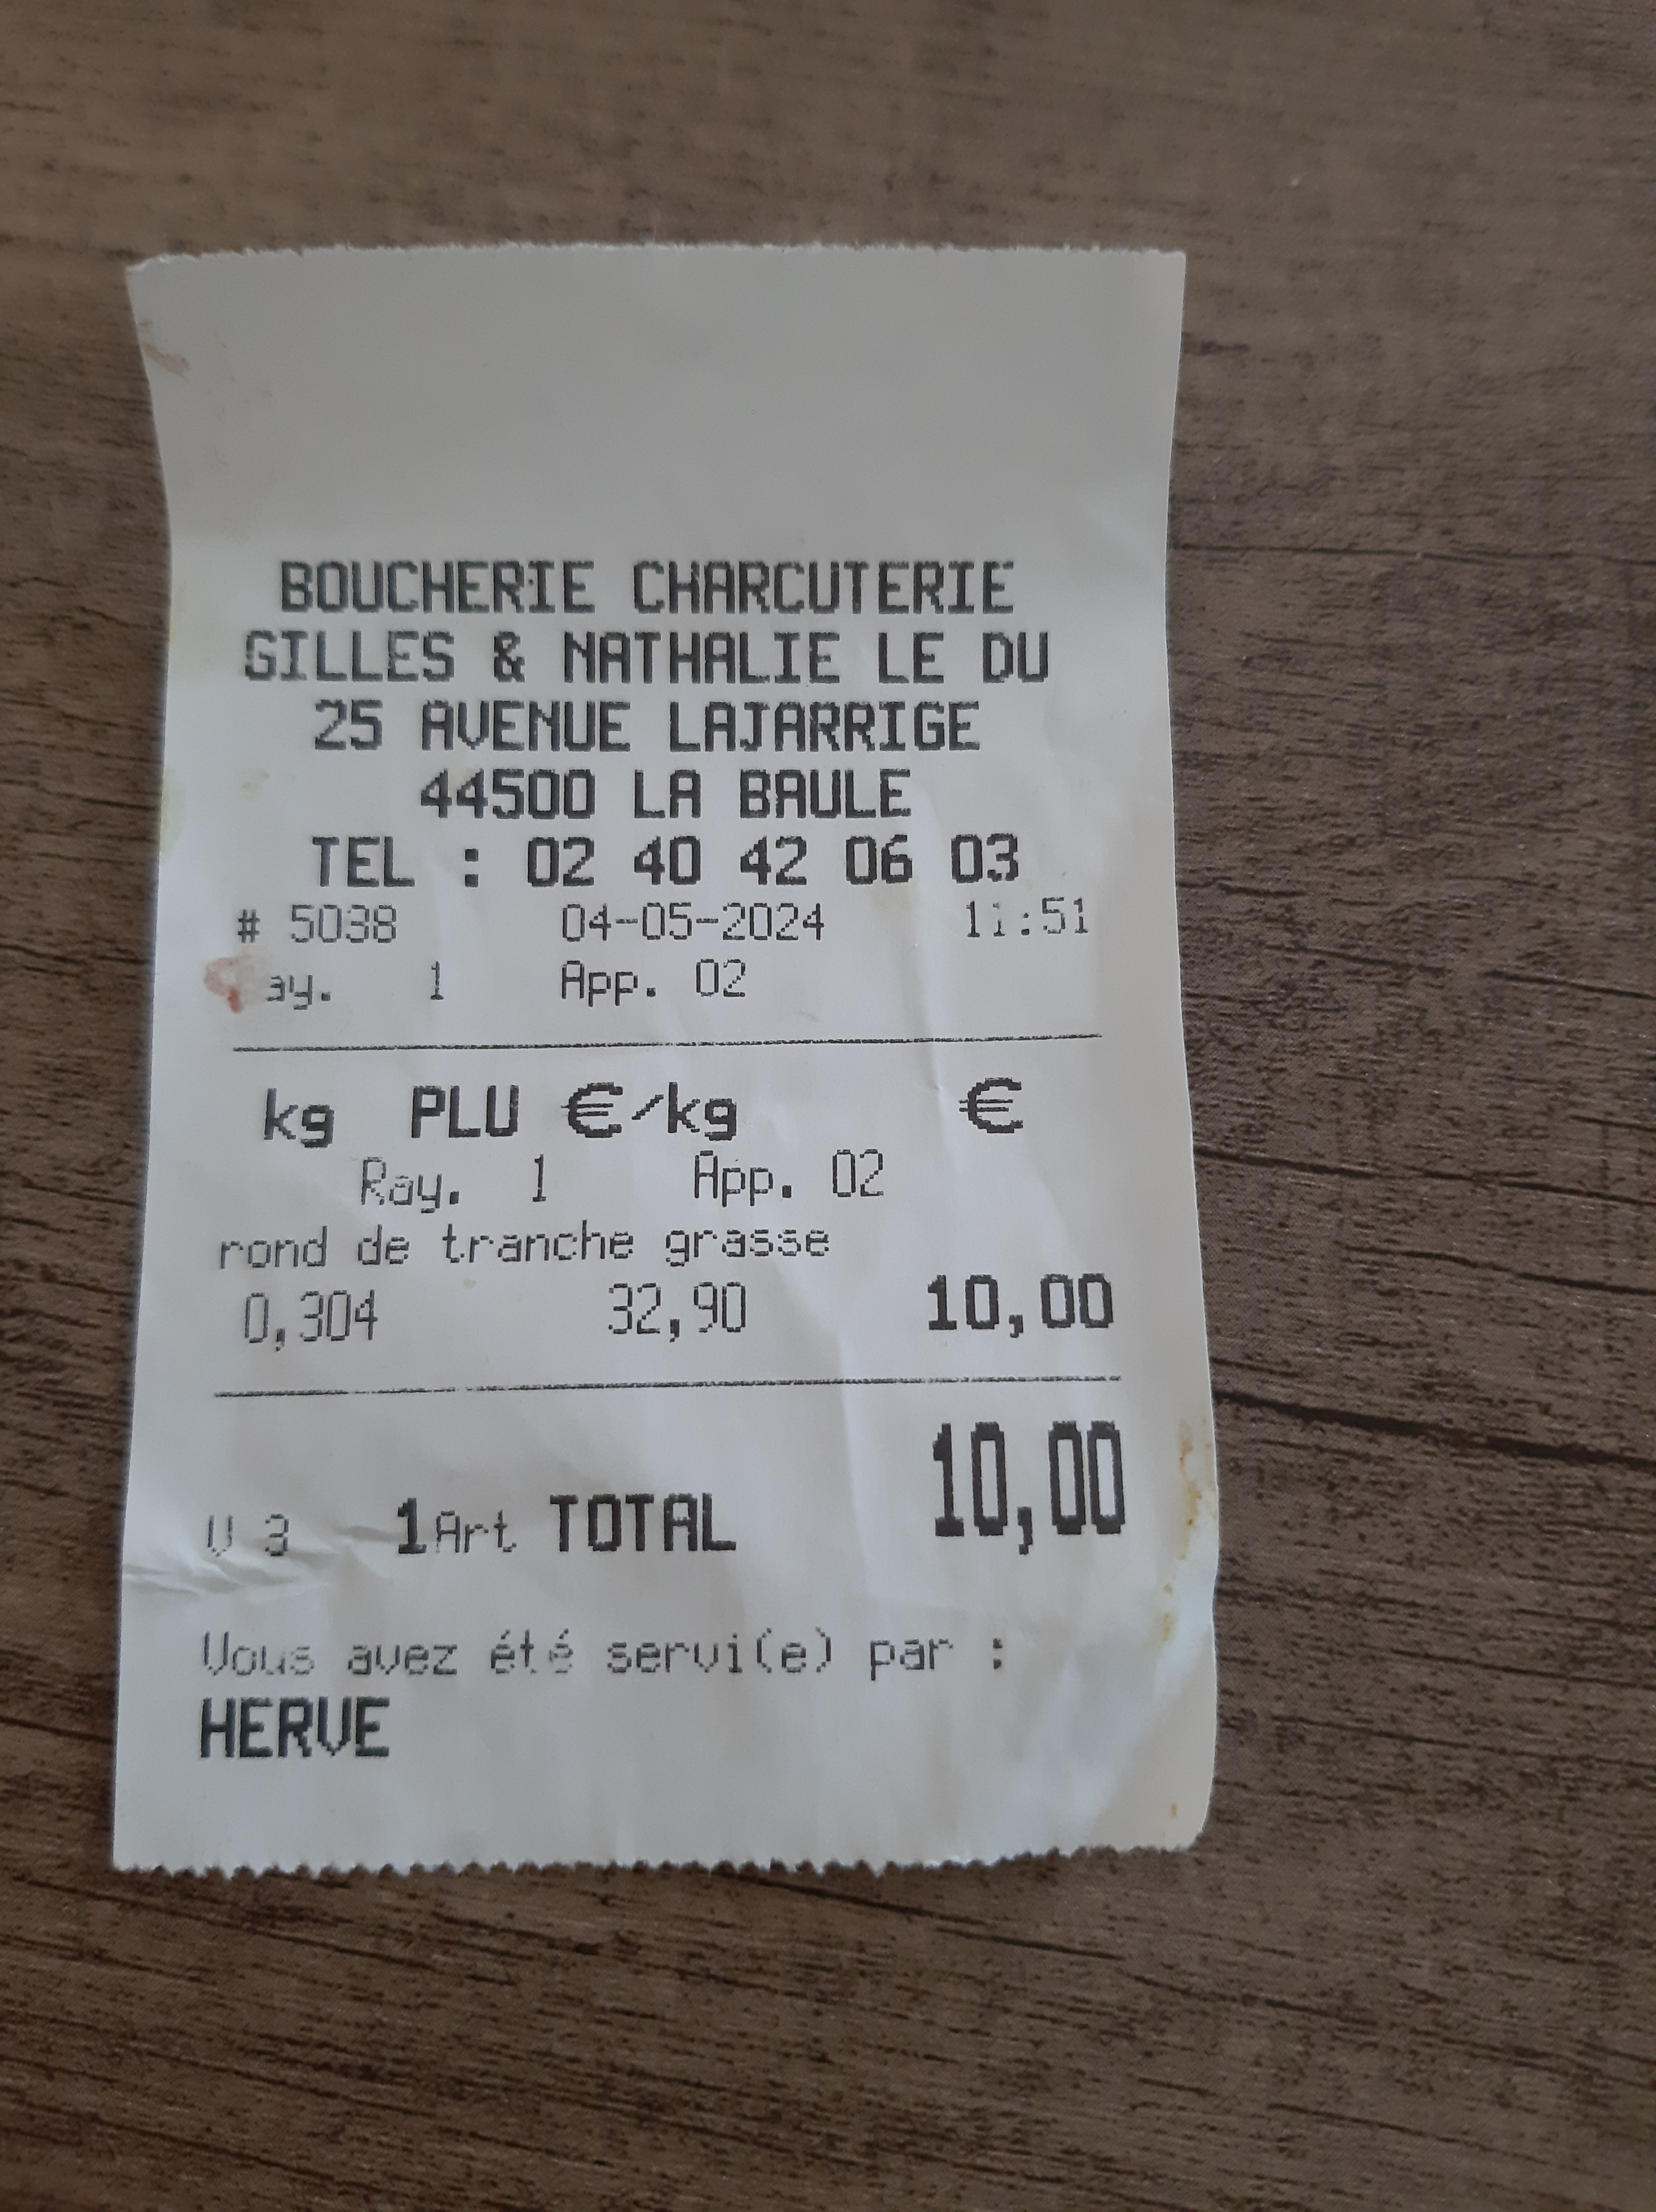 BOUCHERIE CHARCUTERIE
GILLES & NATHALIE LE DU
25 AVENUE LAJARRIGE
44500 LA BAULE
TEL : 02 40 42 06 03
# 5038 04-05-2024 11:51
ay. 1 App. 02
kg PLU €/kg €
Ray. 1 App. 02
rond de tranche grasse
0,304 32,90 10,00
V 3 1Art TOTAL 10,00
Vous avez été servi(e) par :
HERVE